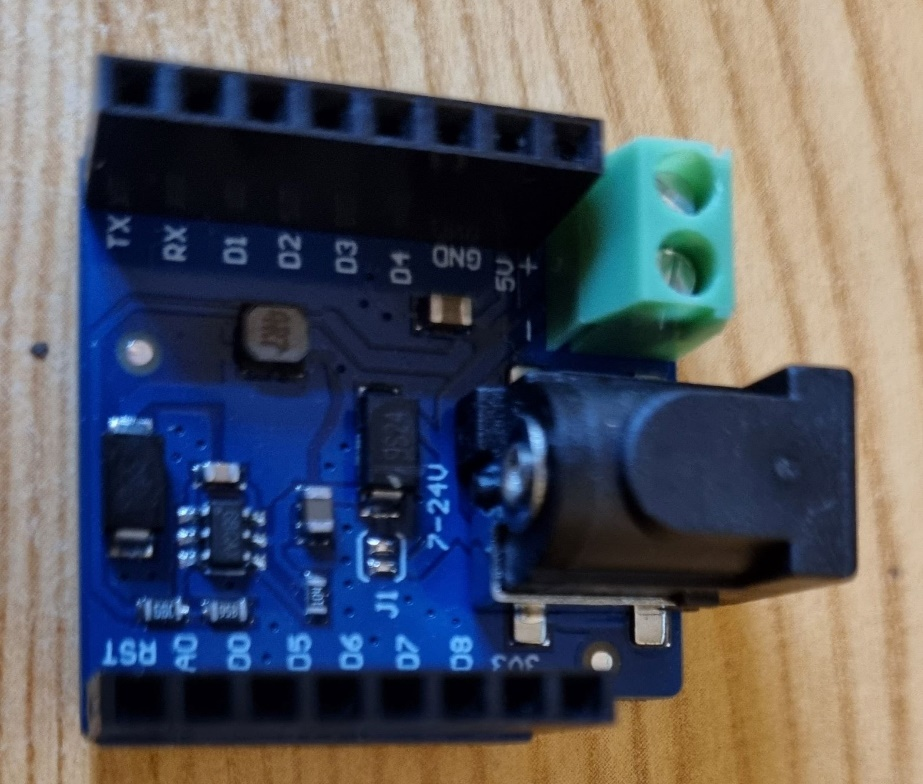 TX
RX
D1
D2
D3
D4
GND
5V
+
-
7-24V
J1
RST
A0
D0
D5
D6
D7
D8
3V3